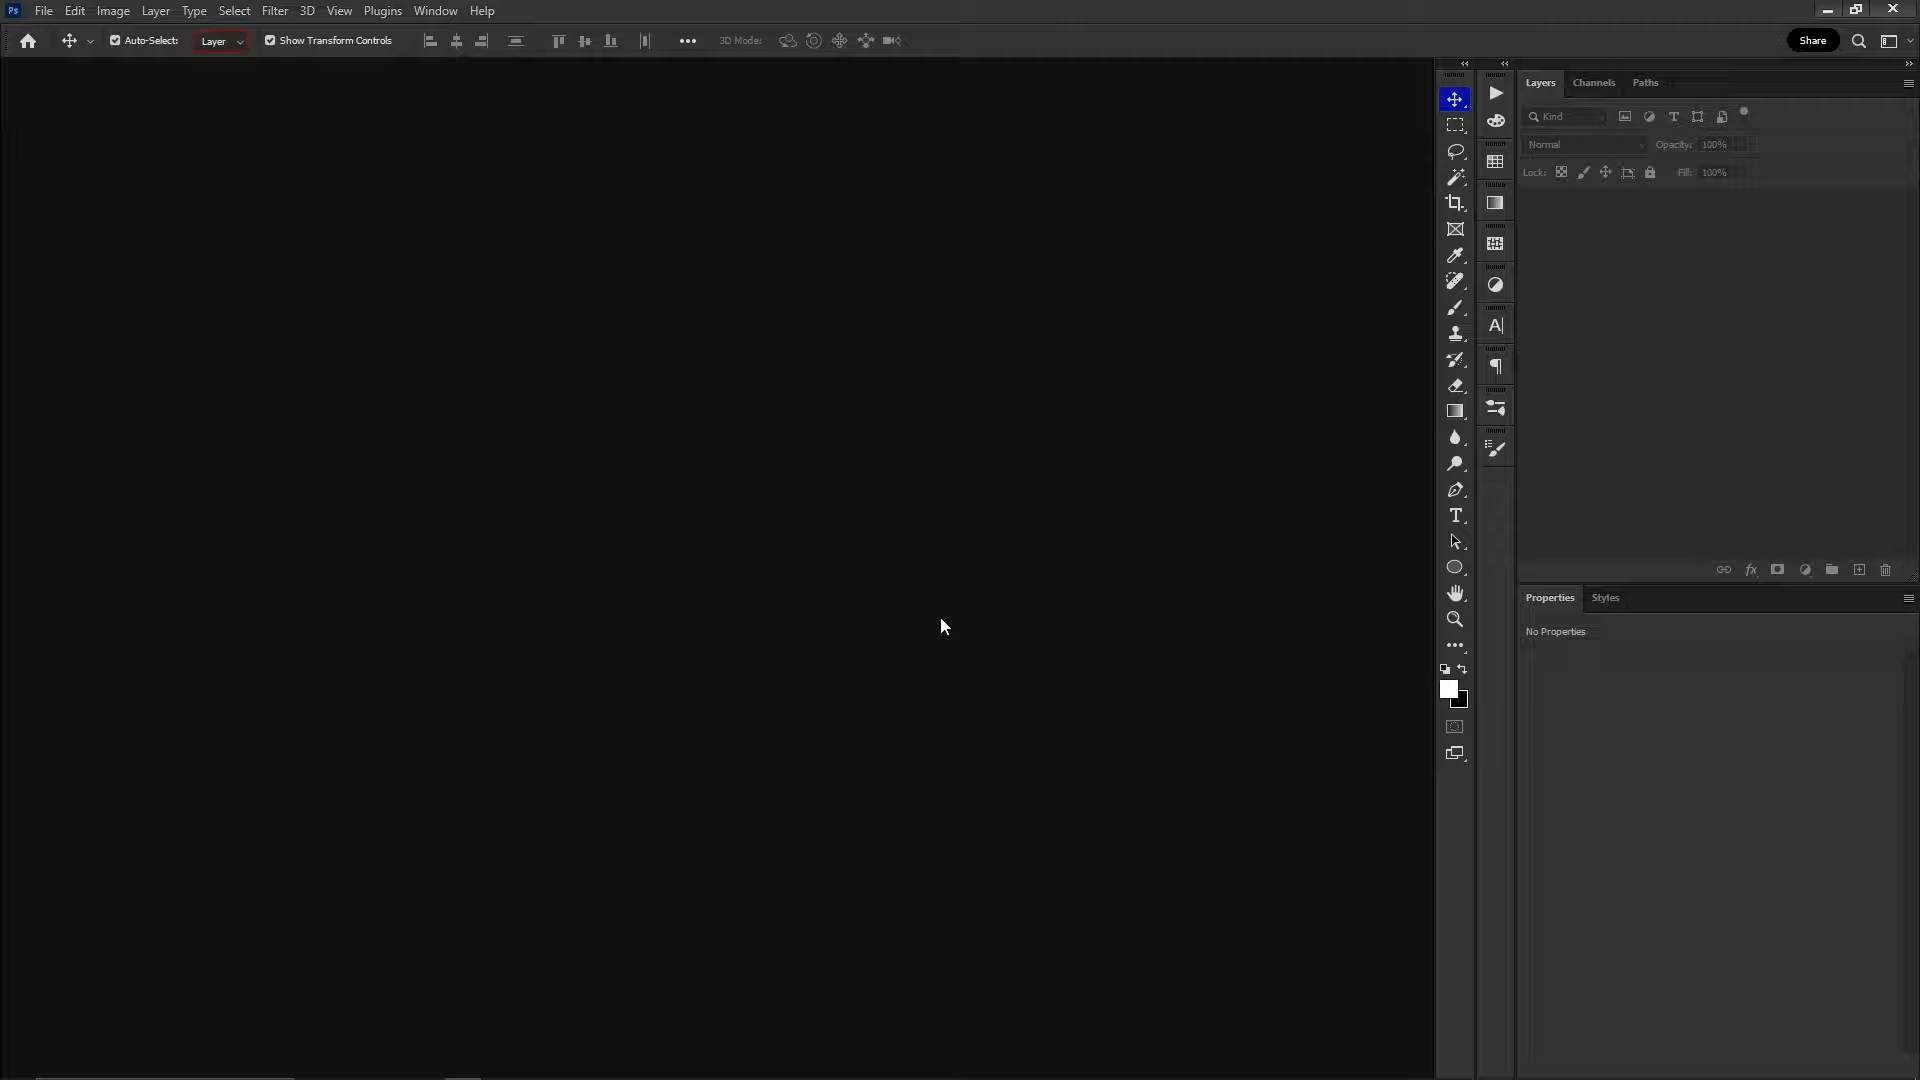 Ps File Edit Image Layer Type Select Filter 3D View Plugins Window Help
Auto-Select: Layer Show Transform Controls 3D Mode: Share
Layers Channels Paths
Kind
Normal Opacity: 100%
Lock: Fill: 100%
Properties Styles
No Properties